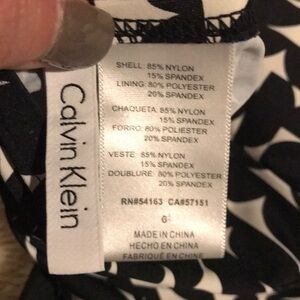 Calvin Klein
SHELL: 85% NYLON
15% SPANDEX
LINING: 80% POLYESTER
20% SPANDEX
CHAQUETA: 85% NYLON
15% SPANDEX
FORRO: 80% POLIESTER
20% SPANDEX
VESTE: 85% NYLON
15% SPANDEX
DOUBLURE: 80% POLYESTER
20% SPANDEX
RN#54163 CA#57151
MADE IN CHINA
HECHO EN CHINA
FABRIQUÉ EN CHINE